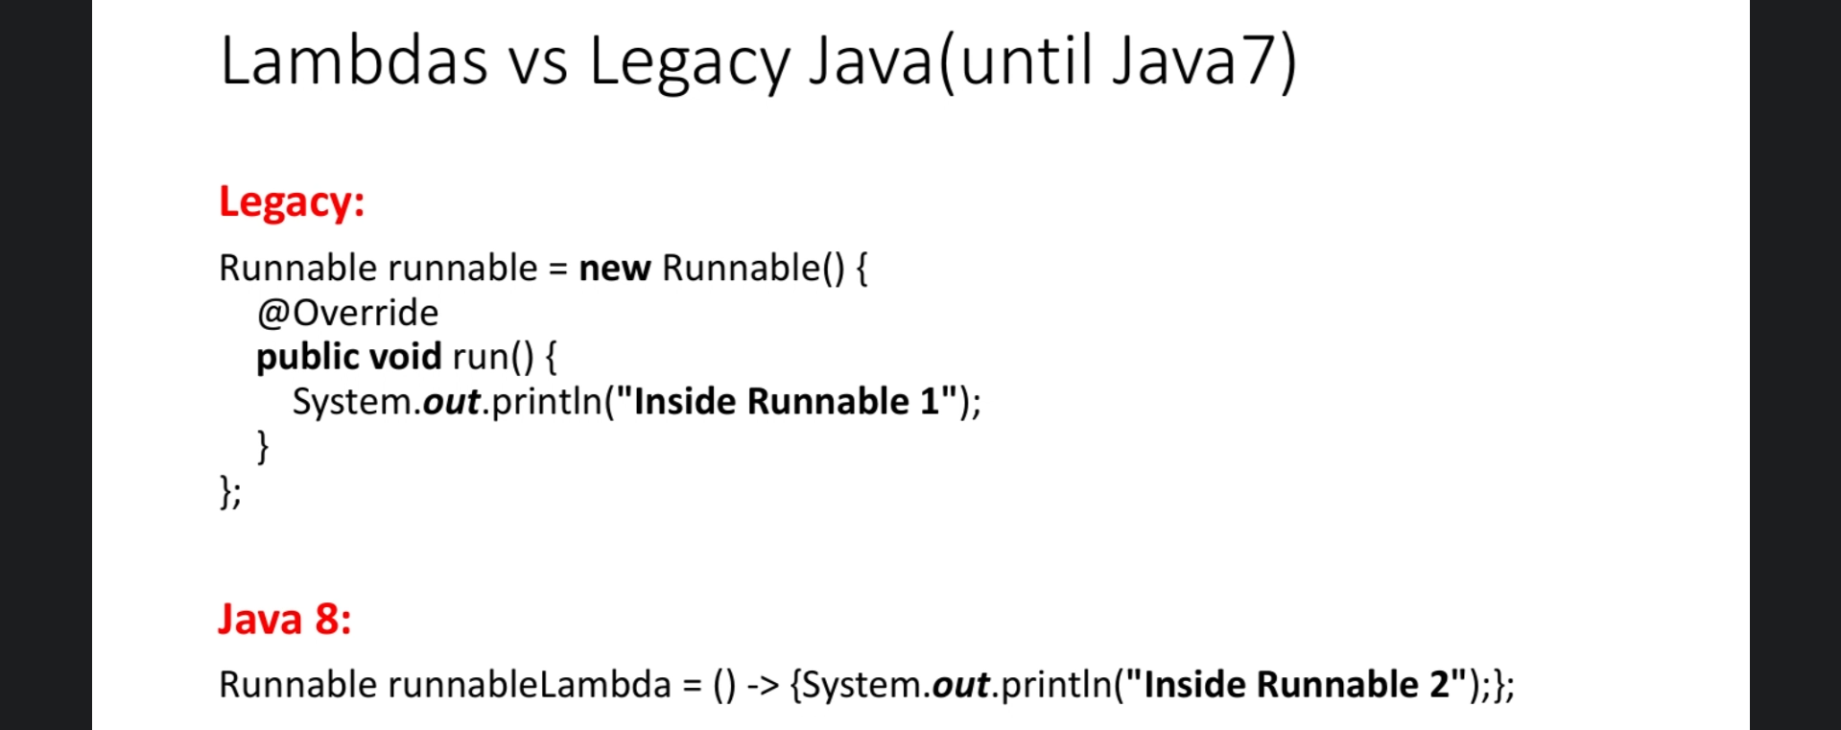 Lambdas vs Legacy Java(until Java7)
Legacy:
Runnable runnable = new Runnable() {
@Override
public void run() {
System.out.println("Inside Runnable 1");
}
};
Java 8:
Runnable runnableLambda = () -> {System.out.println("Inside Runnable 2");};